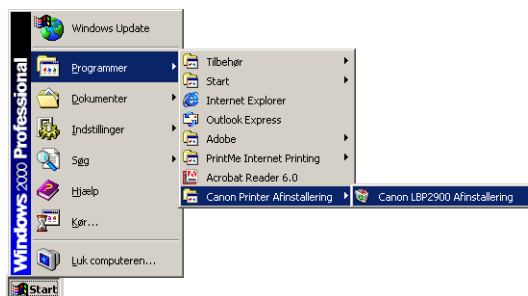 Windows Update
Programmer
Dokumenter
Indstillinger
Søg
Hjælp
Kør...
Luk computeren...
Windows 2000 Professional
Start
Tilbehør
Start
Internet Explorer
Outlook Express
Adobe
PrintMe Internet Printing
Acrobat Reader 6.0
Canon Printer Afinstallering
Canon LBP2900 Afinstallering